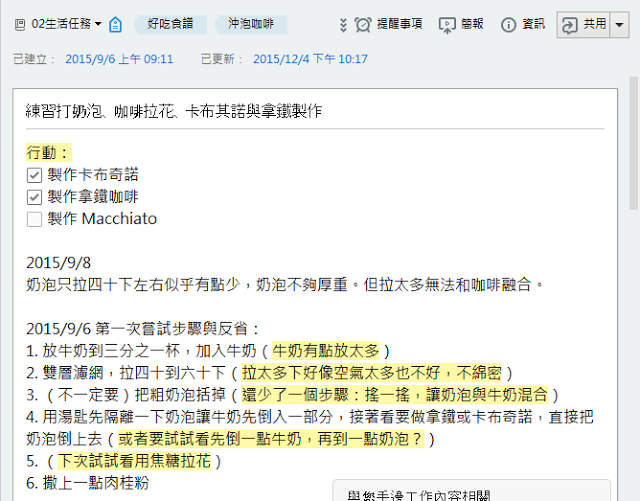 02生活任務 好吃食譜 沖泡咖啡 提醒事項 簡報 資訊 共用
已建立： 2015/9/6 上午 09:11 已更新： 2015/12/4 下午 10:17
練習打奶泡、咖啡拉花、卡布其諾與拿鐵製作
行動：
製作卡布奇諾
製作拿鐵咖啡
製作 Macchiato
2015/9/8
奶泡只拉四十下左右似乎有點少，奶泡不夠厚重。但拉太多無法和咖啡融合。
2015/9/6 第一次嘗試步驟與反省：
1. 放牛奶到三分之一杯，加入牛奶（牛奶有點放太多）
2. 雙層濾網，拉四十到六十下（拉太多下好像空氣太多也不好，不綿密）
3. （不一定要）把粗奶泡括掉（還少了一個步驟：搖一搖，讓奶泡與牛奶混合）
4. 用湯匙先隔離一下奶泡讓牛奶先倒入一部分，接著看要做拿鐵或卡布奇諾，直接把
奶泡倒上去（或者要試試看先倒一點牛奶，再到一點奶泡？）
5. （下次試試看用焦糖拉花）
6. 撒上一點肉桂粉
與您手邊工作內容相關